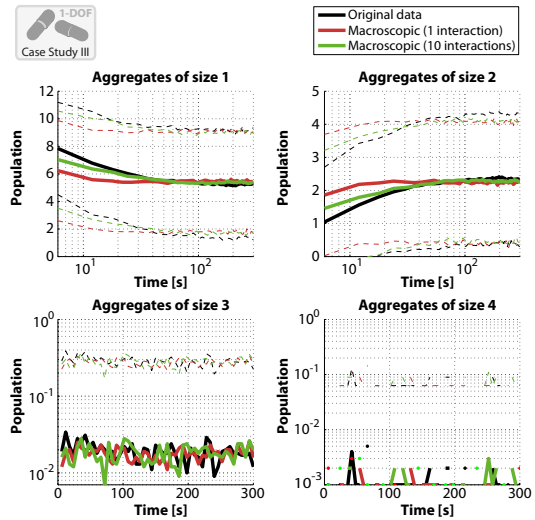 1-DOF
Case Study III
Original data
Macroscopic (1 interaction)
Macroscopic (10 interactions)
Aggregates of size 1
Population
12
10
8
6
4
2
0
10^1
10^2
Time [s]
Aggregates of size 2
Population
5
4
3
2
1
0
10^1
10^2
Time [s]
Aggregates of size 3
Population
10^0
10^-1
10^-2
0
100
200
300
Time [s]
Aggregates of size 4
Population
10^0
10^-1
10^-2
10^-3
0
100
200
300
Time [s]